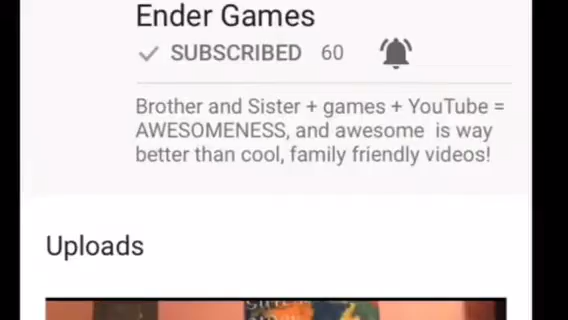 Ender Games
SUBSCRIBED 60
Brother and Sister + games + YouTube =
AWESOMENESS, and awesome is way
better than cool, family friendly videos!
Uploads